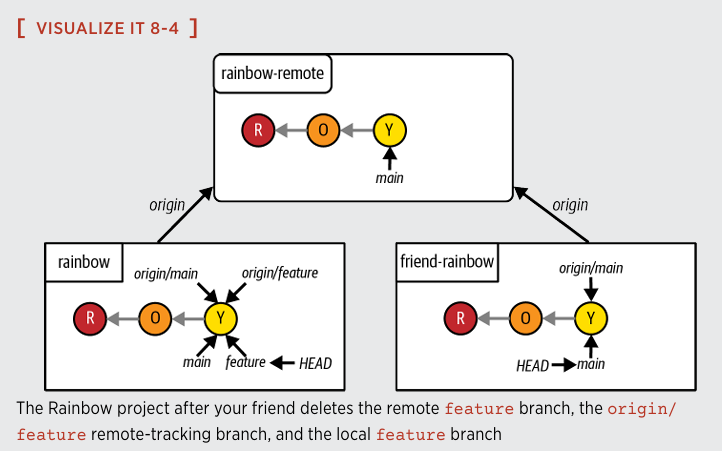 [ VISUALIZE IT 8-4 ]
rainbow-remote
R O Y
main
origin
origin
rainbow
origin/main origin/feature
R O Y
main feature HEAD
friend-rainbow
origin/main
R O Y
HEAD main
The Rainbow project after your friend deletes the remote feature branch, the origin/
feature remote-tracking branch, and the local feature branch